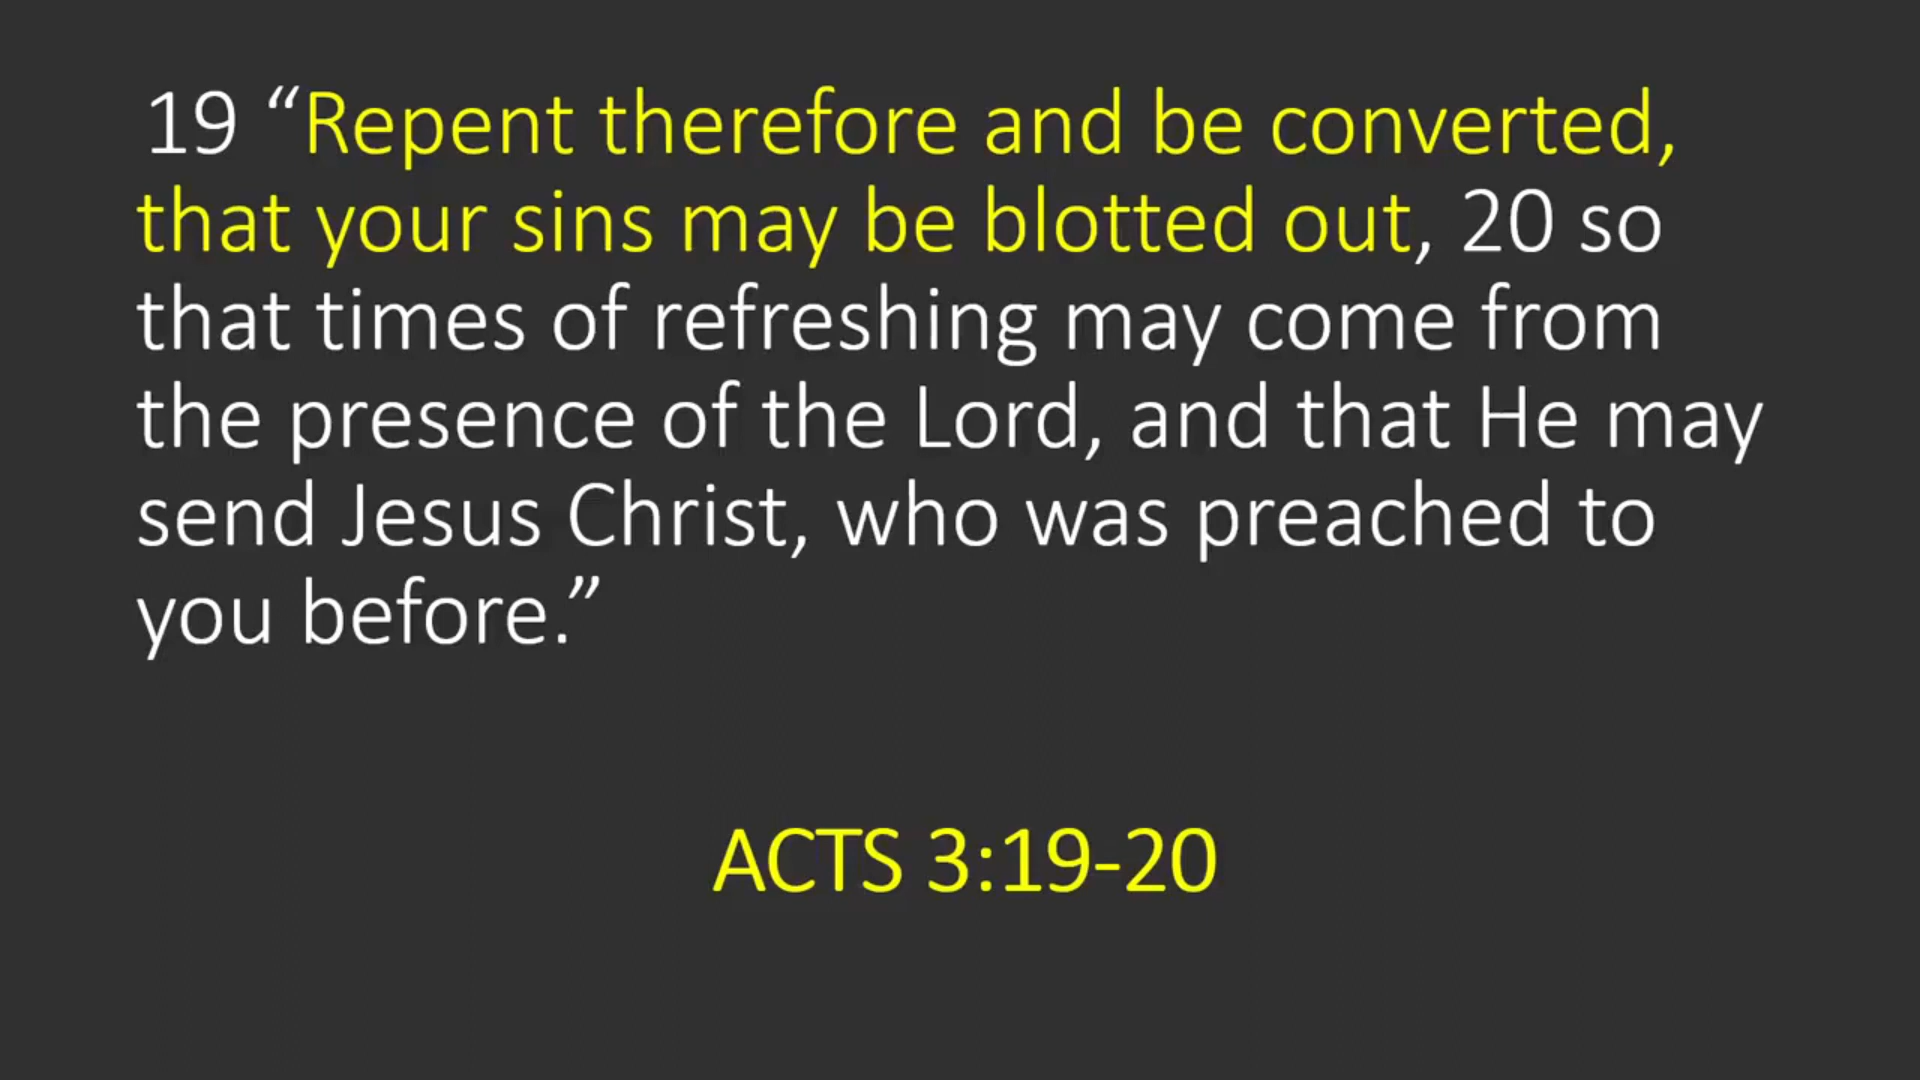 19 “Repent therefore and be converted,
that your sins may be blotted out, 20 so
that times of refreshing may come from
the presence of the Lord, and that He may
send Jesus Christ, who was preached to
you before.”
ACTS 3:19-20